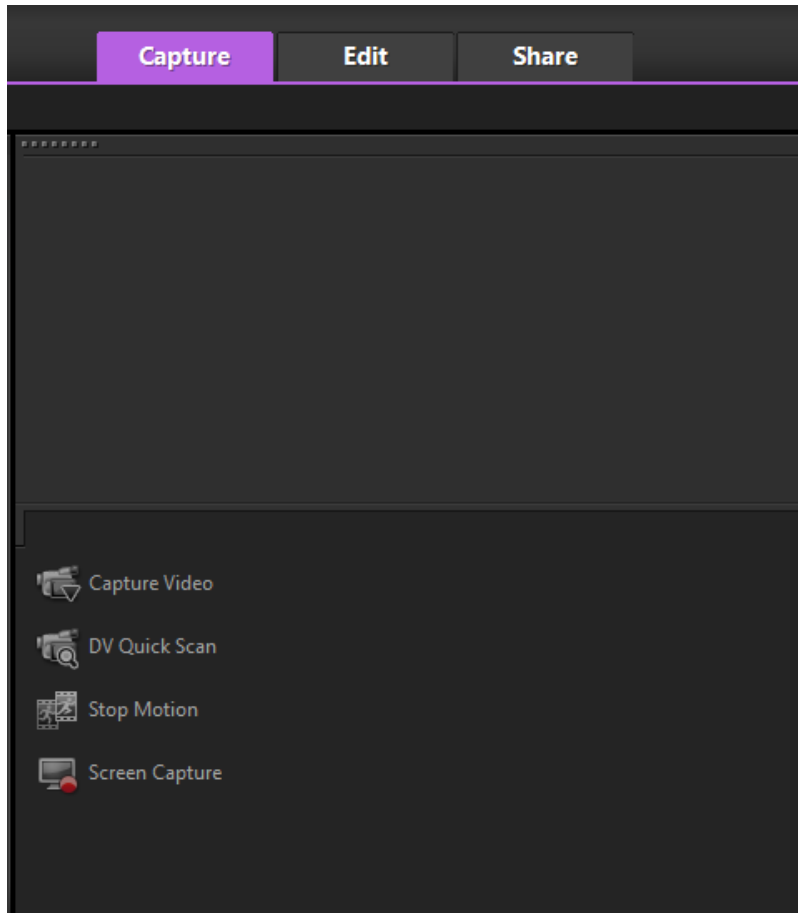 Capture Edit Share
Capture Video
DV Quick Scan
Stop Motion
Screen Capture